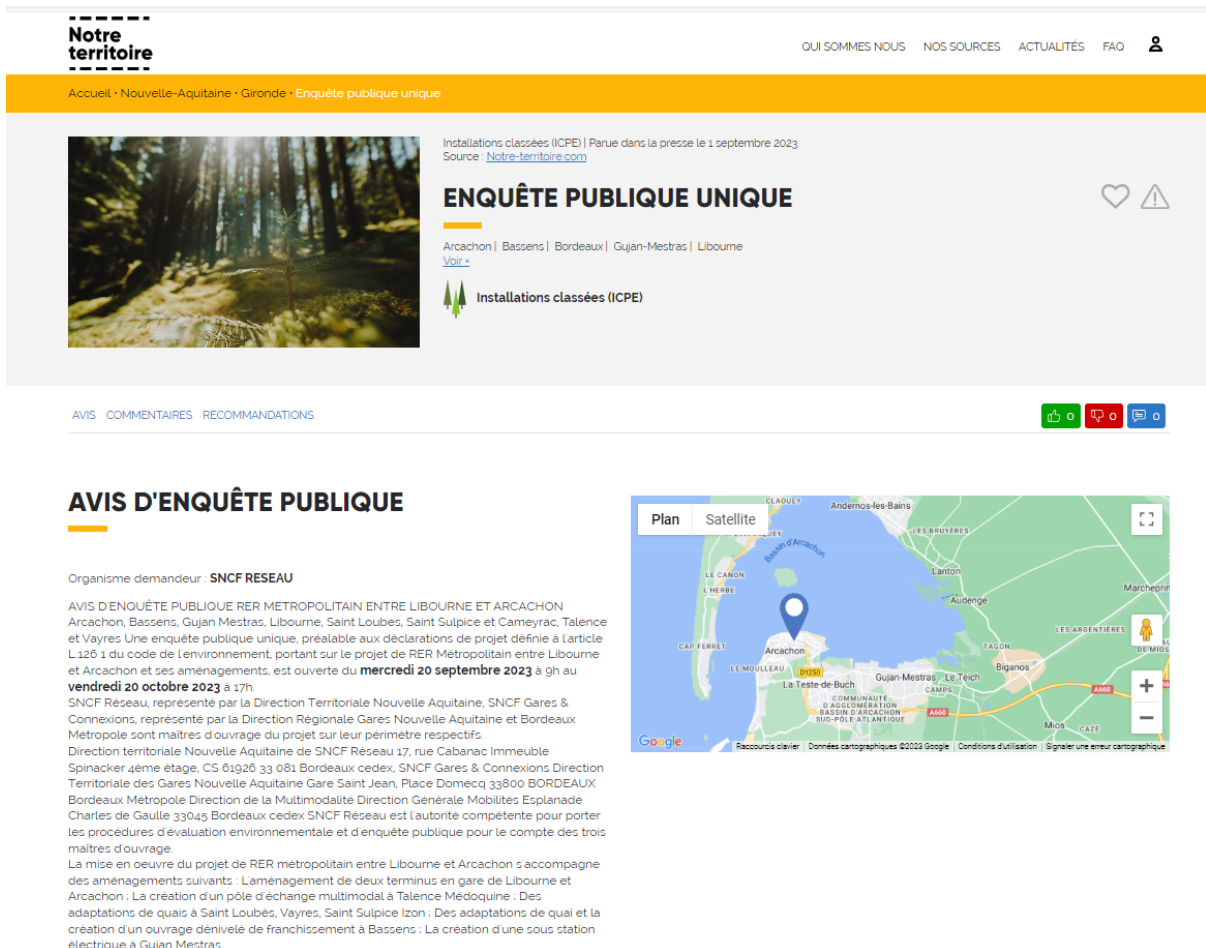 Notre
territoire
QUI SOMMES NOUS NOS SOURCES ACTUALITÉS FAQ
Accueil • Nouvelle-Aquitaine • Gironde • Enquête publique unique
Installations classées (ICPE) | Parue dans la presse le 1 septembre 2023
Source : Notre-territoire.com
ENQUÊTE PUBLIQUE UNIQUE
Arcachon | Bassens | Bordeaux | Gujan-Mestras | Libourne
Voir +
Installations classées (ICPE)
AVIS COMMENTAIRES RECOMMANDATIONS
0 0 0
AVIS D'ENQUÊTE PUBLIQUE
Organisme demandeur : SNCF RESEAU
AVIS D'ENQUÊTE PUBLIQUE RER METROPOLITAIN ENTRE LIBOURNE ET ARCACHON
Arcachon, Bassens, Gujan Mestras, Libourne, Saint Loubes, Saint Sulpice et Cameyrac, Talence
et Vayres Une enquête publique unique, préalable aux déclarations de projet définie à l'article
L.126 1 du code de l'environnement, portant sur le projet de RER Métropolitain entre Libourne
et Arcachon et ses aménagements, est ouverte du mercredi 20 septembre 2023 à 9h au
vendredi 20 octobre 2023 à 17h.
SNCF Réseau, représenté par la Direction Territoriale Nouvelle Aquitaine, SNCF Gares &
Connexions, représenté par la Direction Régionale Gares Nouvelle Aquitaine et Bordeaux
Métropole sont maîtres d'ouvrage du projet sur leur périmètre respectifs.
Direction territoriale Nouvelle Aquitaine de SNCF Réseau 17, rue Cabanac Immeuble
Spinacker 4ème étage, CS 61926 33 081 Bordeaux cedex, SNCF Gares & Connexions Direction
Territoriale des Gares Nouvelle Aquitaine Gare Saint Jean, Place Domecq 33800 BORDEAUX
Bordeaux Métropole Direction de la Multimodalité Direction Générale Mobilités Esplanade
Charles de Gaulle 33045 Bordeaux cedex SNCF Réseau est l'autorité compétente pour porter
les procédures d'évaluation environnementale et d'enquête publique pour le compte des trois
maîtres d'ouvrage.
La mise en oeuvre du projet de RER métropolitain entre Libourne et Arcachon s'accompagne
des aménagements suivants : L'aménagement de deux terminus en gare de Libourne et
Arcachon ; La création d'un pôle d'échange multimodal à Talence Médoquine ; Des
adaptations de quais à Saint Loubès, Vayres, Saint Sulpice Izon ; Des adaptations de quai et la
création d'un ouvrage dénivelé de franchissement à Bassens ; La création d'une sous station
électrique à Gujan Mestras.
Plan Satellite
CLAOUEY
Andernos-les-Bains
LES BRUYÈRES
Bassin d'Arcachon
LE CANON
L'HERBE
Lanton
Audenge
LES ARGENTIÈRES
DE MIOS
CAP FERRET
Arcachon
LE MOULLEAU
D1250
TAGON
Biganos
La Teste-de-Buch
Gujan-Mestras
Le Teich
CAMPS
COMMUNAUTÉ
D'AGGLOMÉRATION
BASSIN D'ARCACHON
SUD-PÔLE ATLANTIQUE
A660
A660
Mios
CAZE
Google
Raccourcis clavier Données cartographiques ©2023 Google Conditions d'utilisation Signaler une erreur cartographique